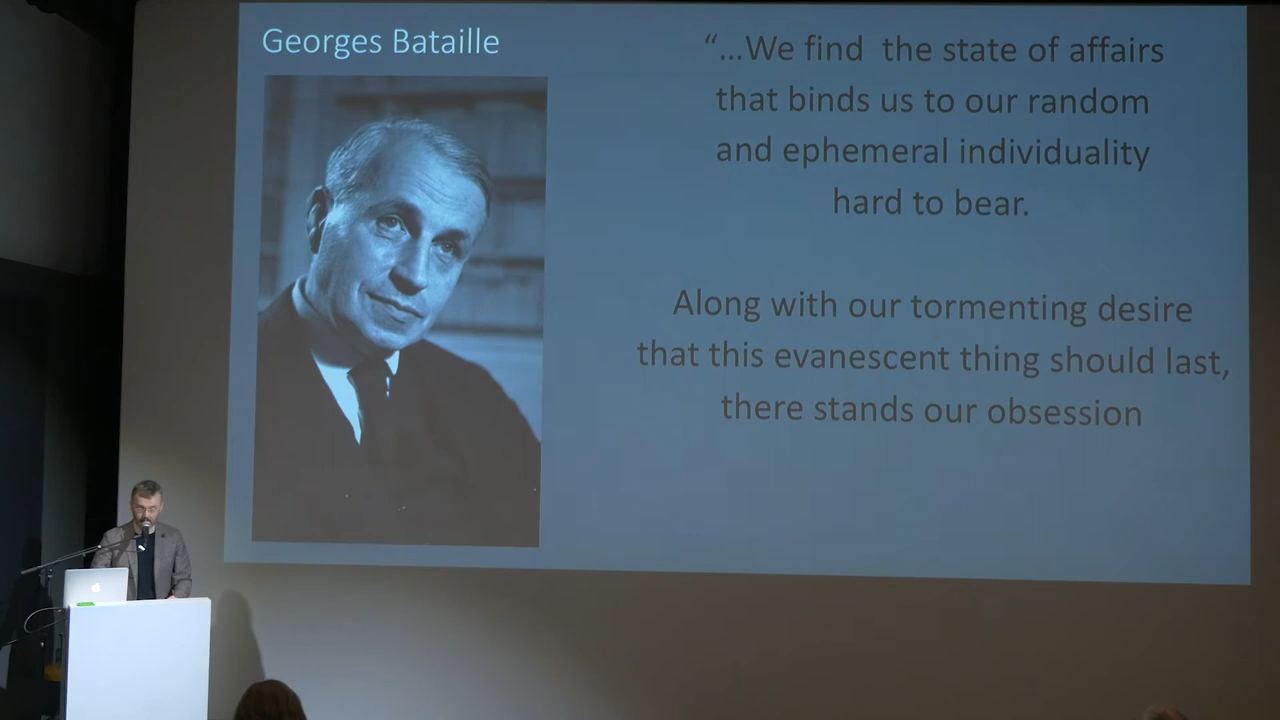 Georges Bataille
“...We find the state of affairs
that binds us to our random
and ephemeral individuality
hard to bear.
Along with our tormenting desire
that this evanescent thing should last,
there stands our obsession